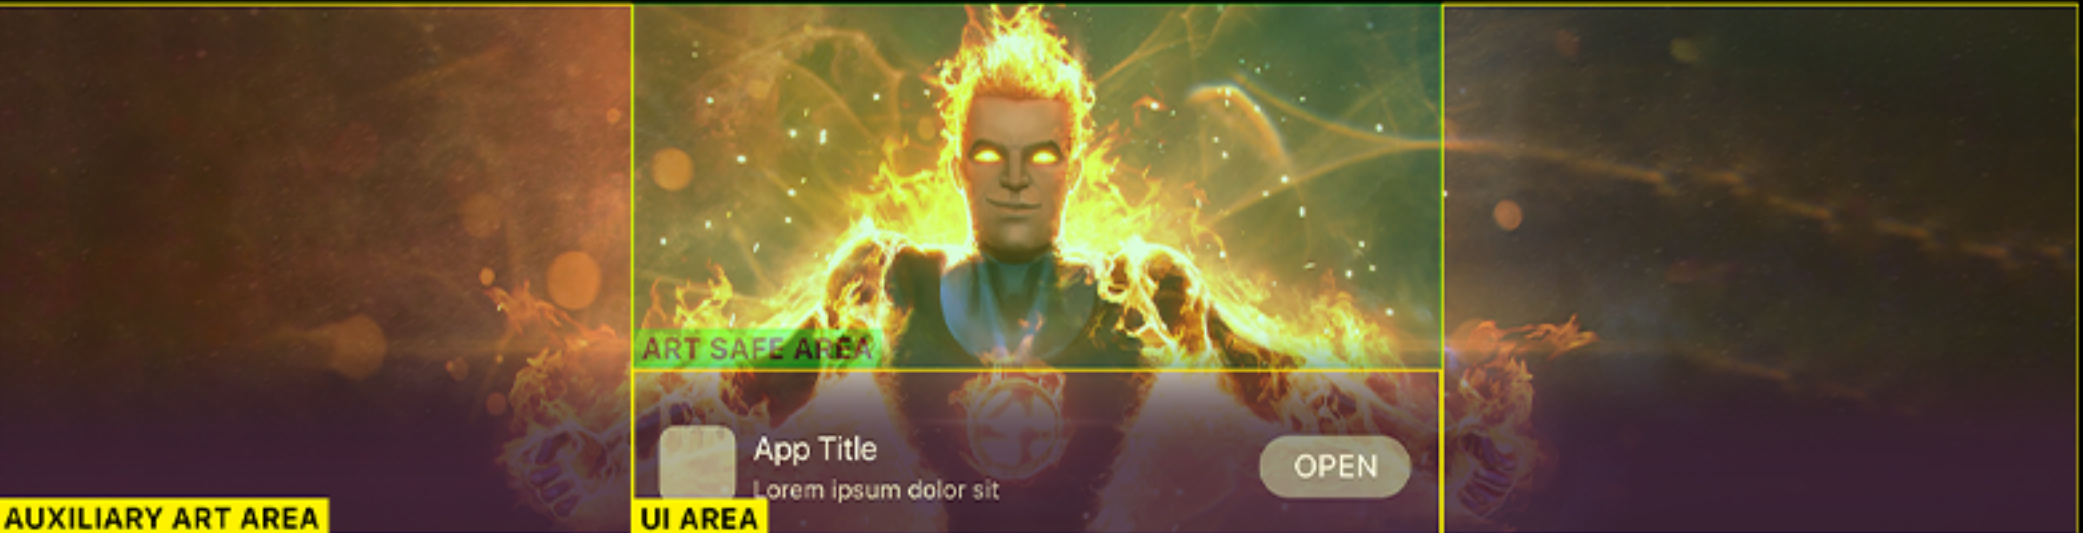 ART SAFE AREA
App Title
OPEN
Lorem ipsum dolor sit
AUXILIARY ART AREA
UI AREA